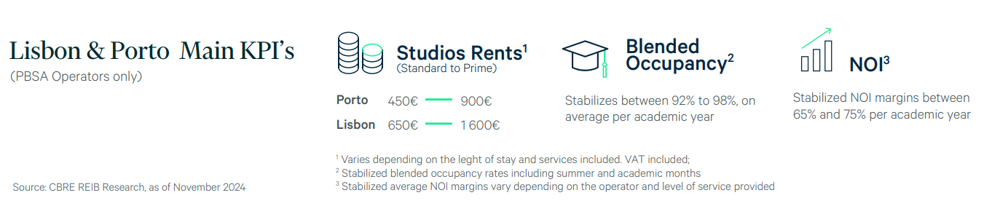 Lisbon & Porto Main KPI’s
(PBSA Operators only)
Studios Rents¹
(Standard to Prime)
Porto 450€ 900€
Lisbon 650€ 1 600€
Blended
Occupancy²
Stabilizes between 92% to 98%, on
average per academic year
NOI³
Stabilized NOI margins between
65% and 75% per academic year
¹ Varies depending on the leght of stay and services included. VAT included;
² Stabilized blended occupancy rates including summer and academic months
³ Stabilized average NOI margins vary depending on the operator and level of service provided
Source: CBRE REIB Research, as of November 2024